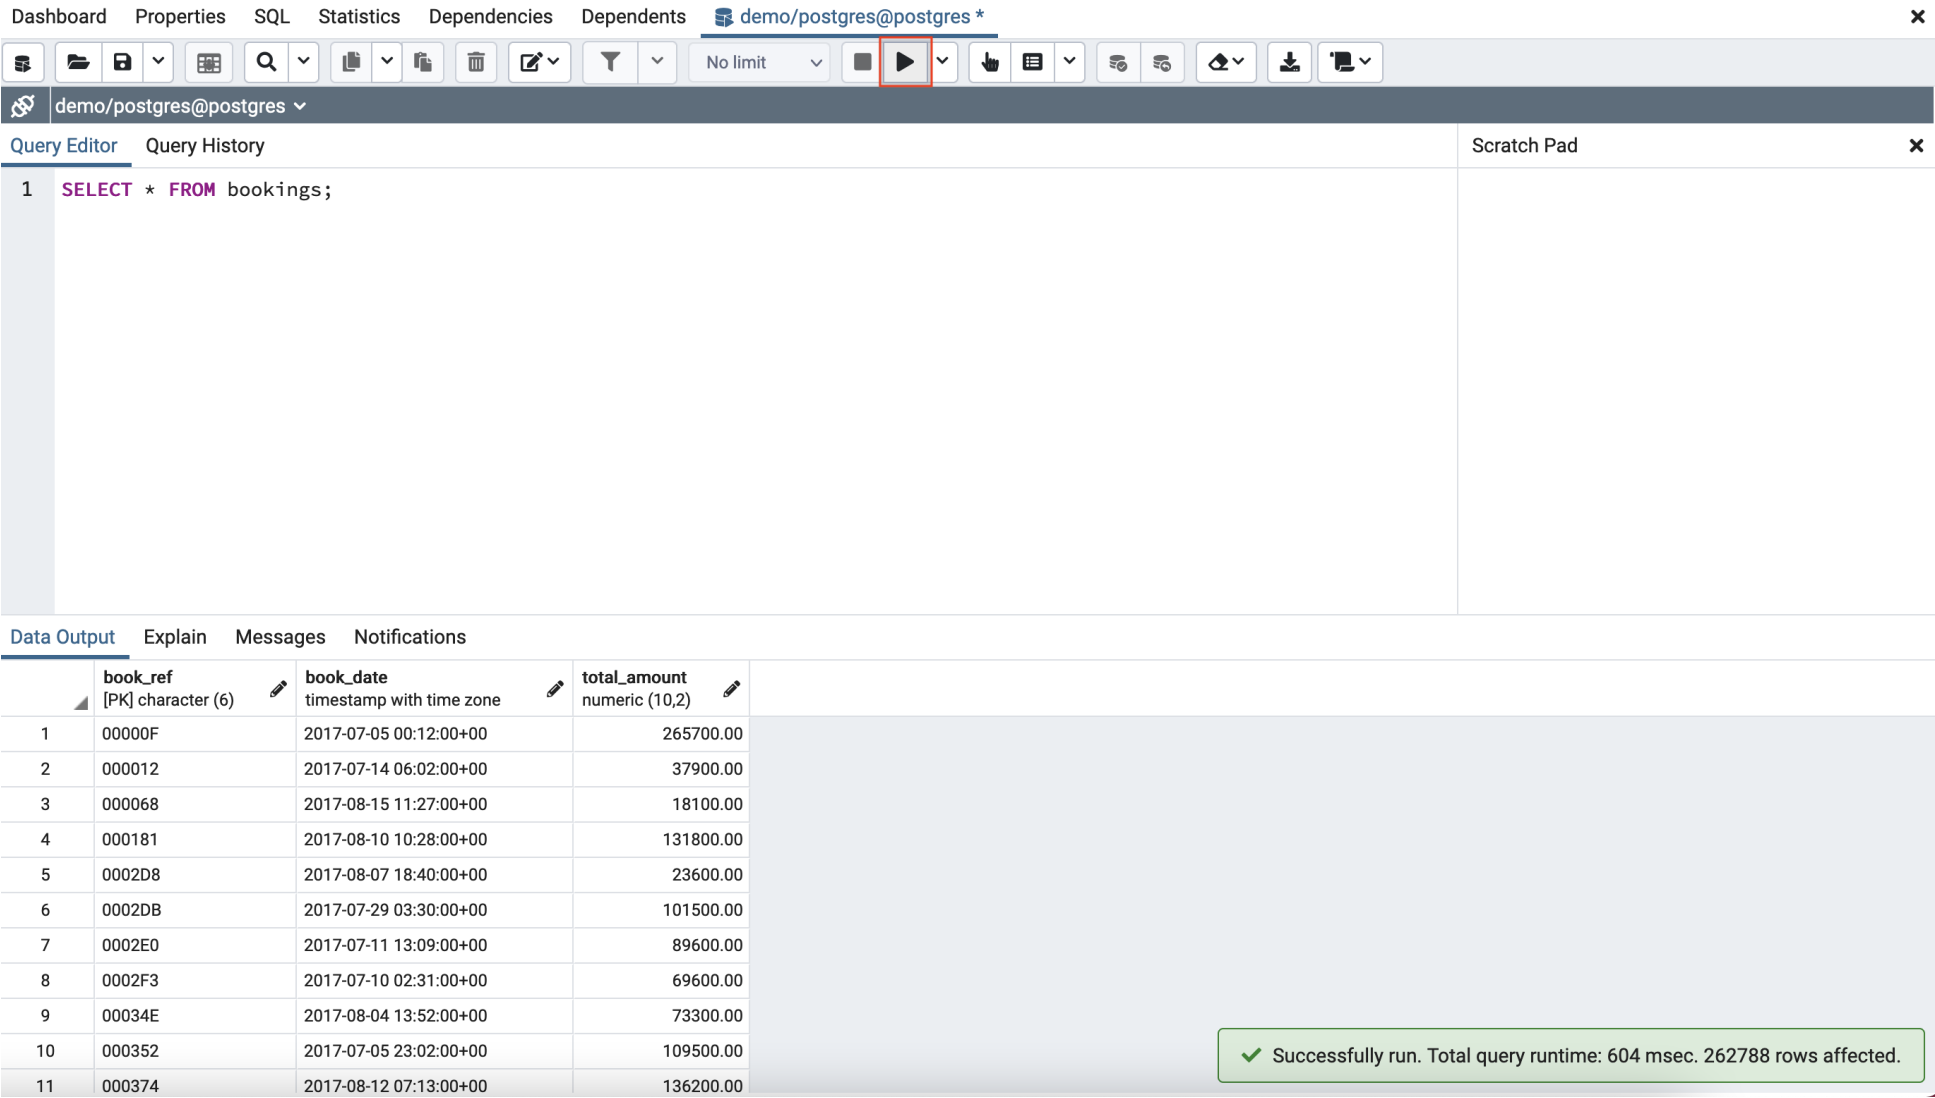 Dashboard Properties SQL Statistics Dependencies Dependents demo/postgres@postgres *
No limit
demo/postgres@postgres
Query Editor Query History Scratch Pad
1 SELECT * FROM bookings;
Data Output Explain Messages Notifications
book_ref book_date total_amount
[PK] character (6) timestamp with time zone numeric (10,2)
1 00000F 2017-07-05 00:12:00+00 265700.00
2 000012 2017-07-14 06:02:00+00 37900.00
3 000068 2017-08-15 11:27:00+00 18100.00
4 000181 2017-08-10 10:28:00+00 131800.00
5 0002D8 2017-08-07 18:40:00+00 23600.00
6 0002DB 2017-07-29 03:30:00+00 101500.00
7 0002E0 2017-07-11 13:09:00+00 89600.00
8 0002F3 2017-07-10 02:31:00+00 69600.00
9 00034E 2017-08-04 13:52:00+00 73300.00
10 000352 2017-07-05 23:02:00+00 109500.00
Successfully run. Total query runtime: 604 msec. 262788 rows affected.
11 000374 2017-08-12 07:13:00+00 136200.00